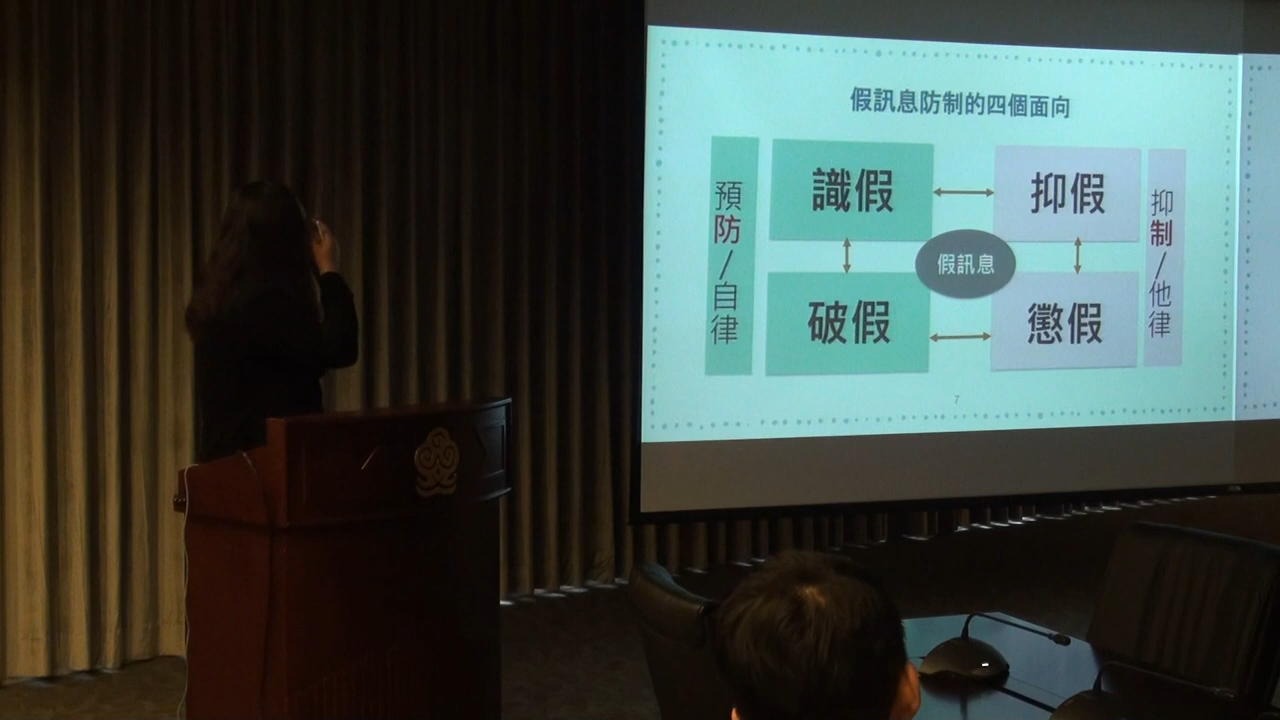 假訊息防制的四個面向
預防/自律
識假
抑假
抑制/他律
假訊息
破假
懲假
7